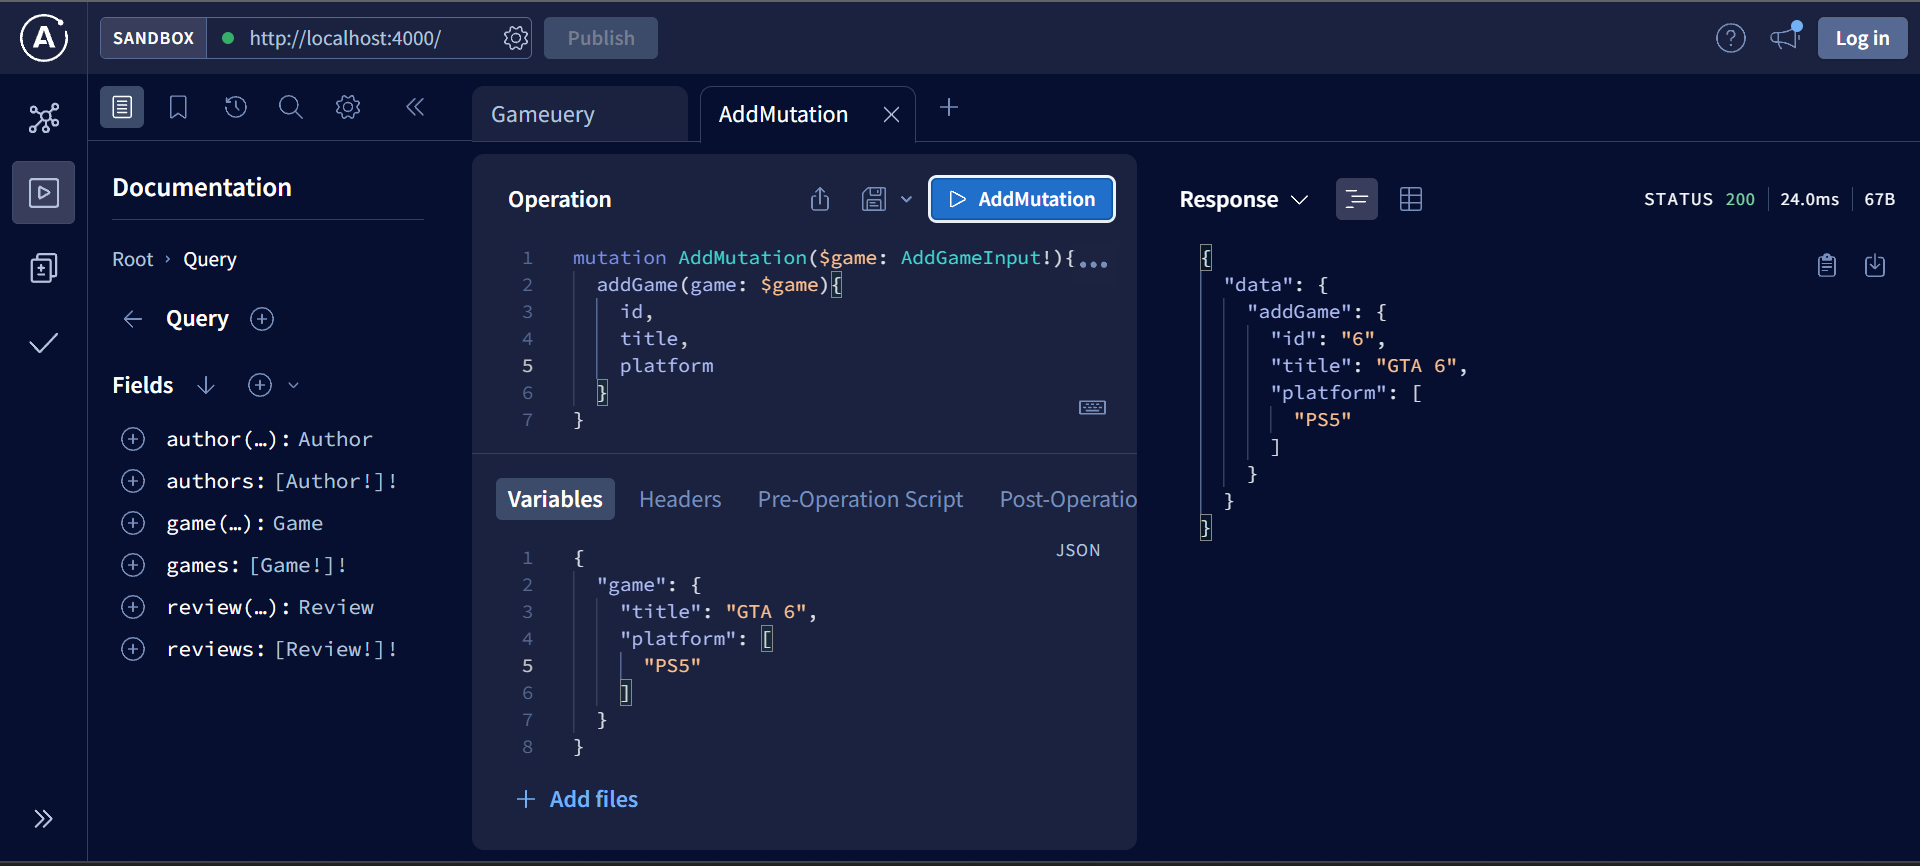 SANDBOX http://localhost:4000/ Publish Log in
Gameuery AddMutation
Documentation
Root › Query
Query
Fields
author(…): Author
authors: [Author!]!
game(…): Game
games: [Game!]!
review(…): Review
reviews: [Review!]!
Operation AddMutation
1 mutation AddMutation($game: AddGameInput!){
2 addGame(game: $game){
3 id,
4 title,
5 platform
6 }
7 }
Variables Headers Pre-Operation Script Post-Operatio
JSON
1 {
2 "game": {
3 "title": "GTA 6",
4 "platform": [
5 "PS5"
6 ]
7 }
8 }
+ Add files
Response STATUS 200 24.0ms 67B
{
"data": {
"addGame": {
"id": "6",
"title": "GTA 6",
"platform": [
"PS5"
]
}
}
}